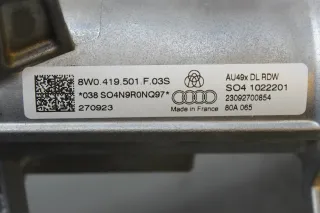 8W0.419.501.F.03S
*038 SO4N9R0NQ97*
270923
Made in France
AU49x DL RDW
SO4 1022201
23092700854
80A 065